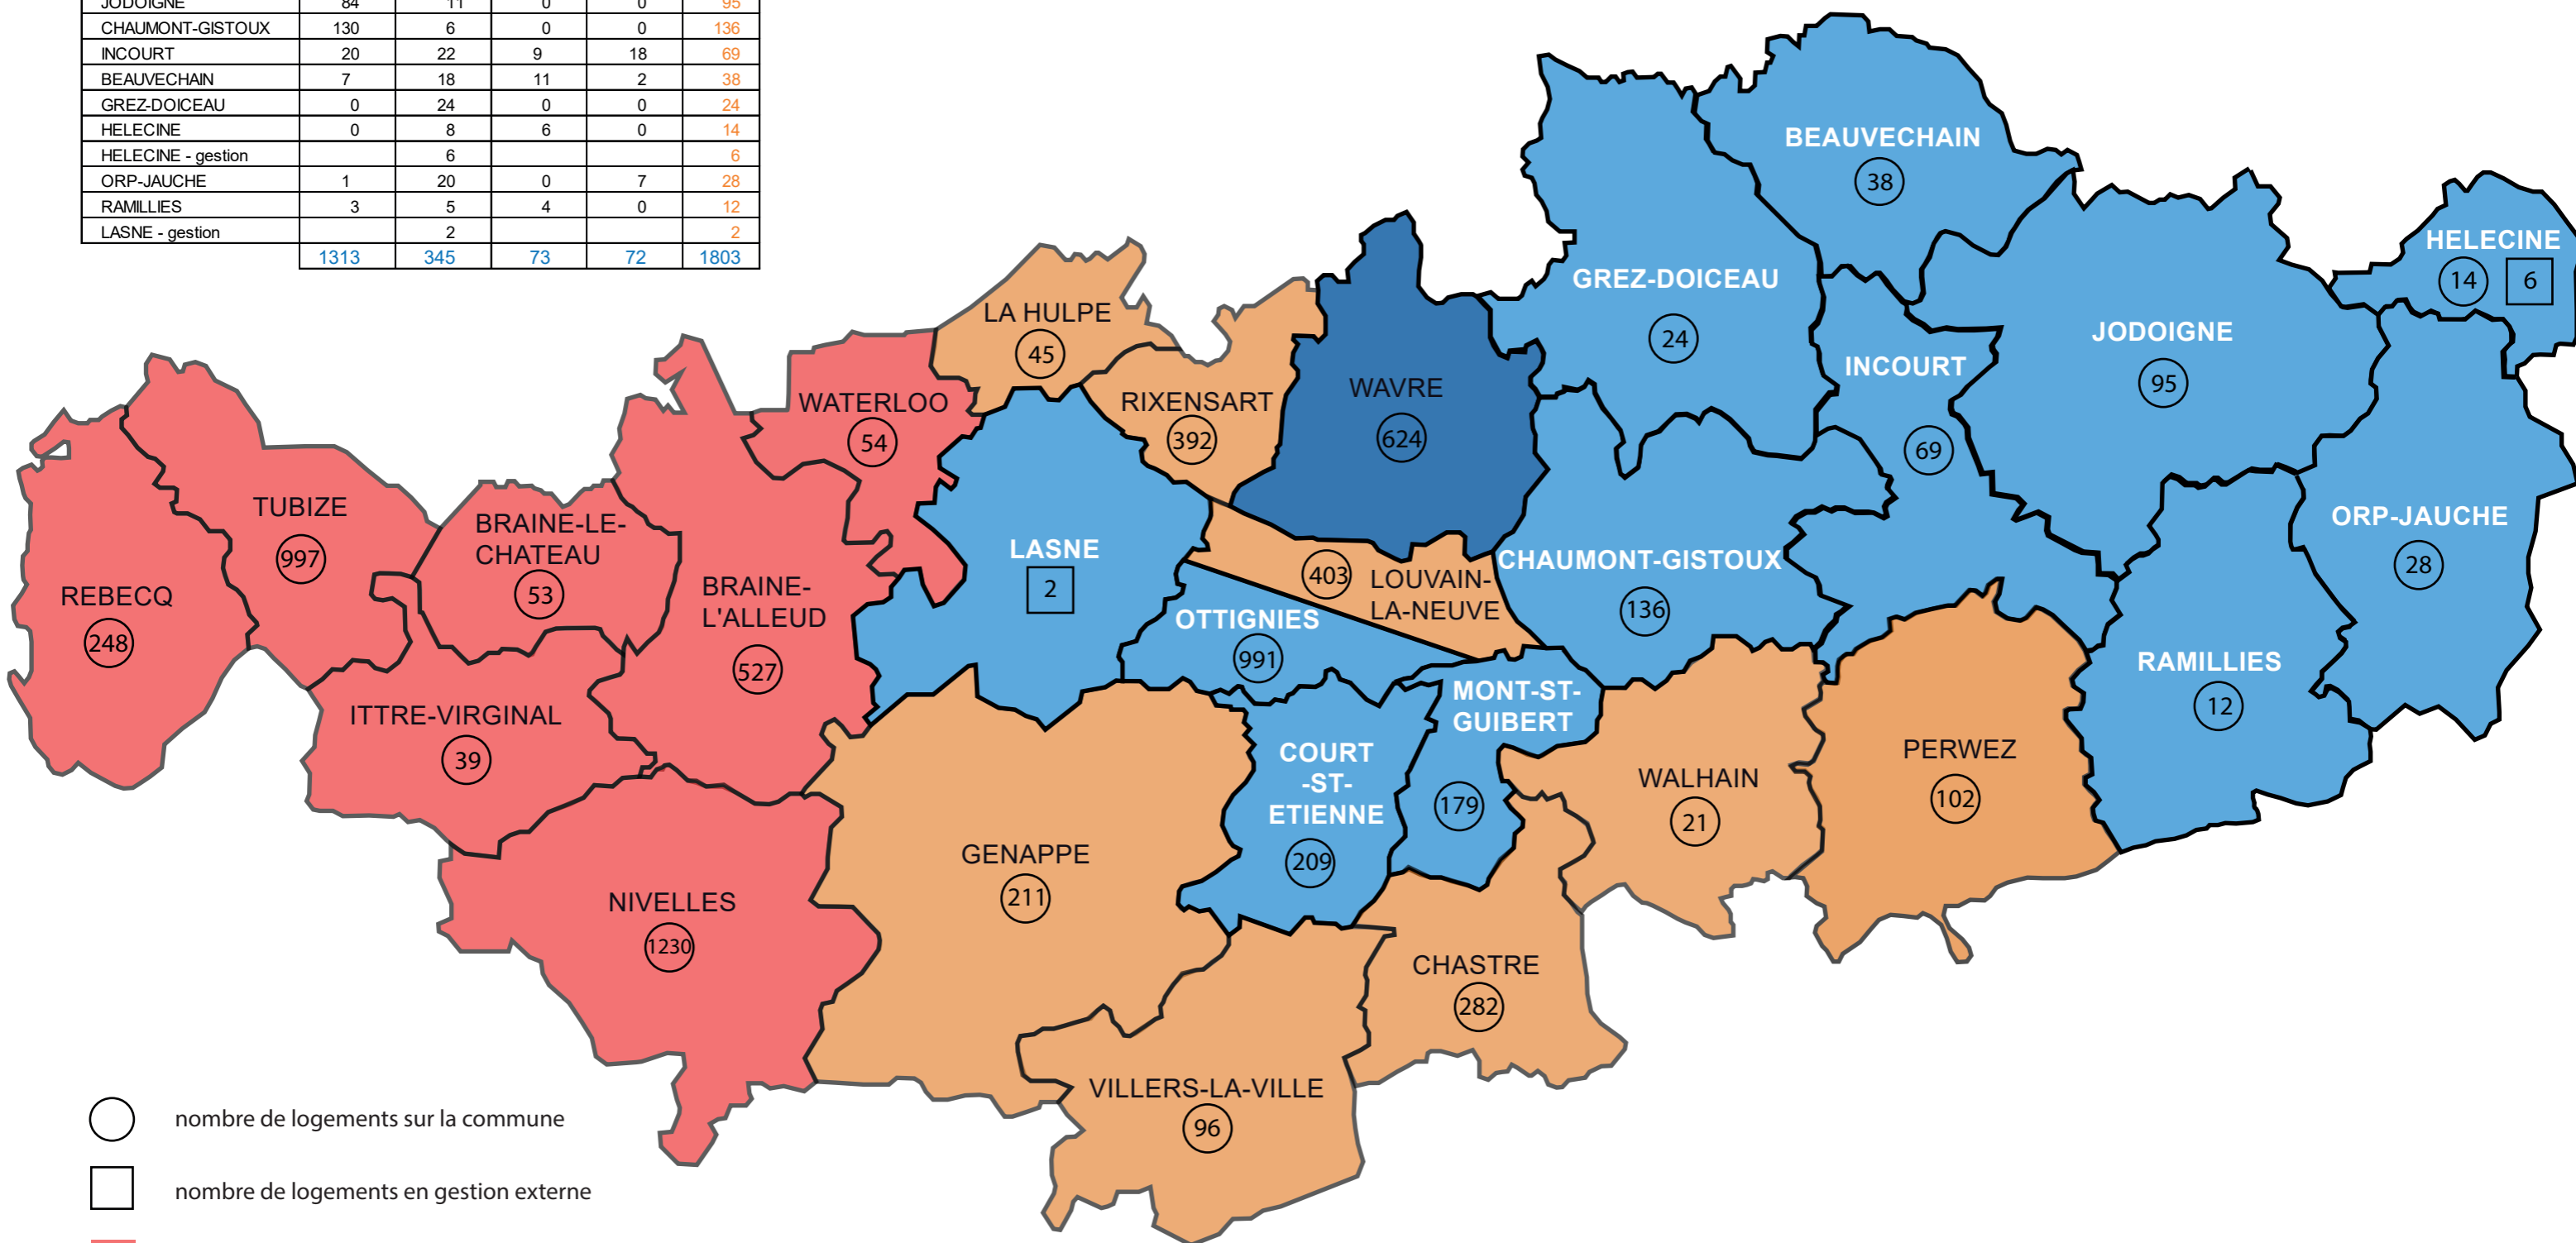 JODOIGNE 84 11 0 0 95
CHAUMONT-GISTOUX 130 6 0 0 136
INCOURT 20 22 9 18 69
BEAUVECHAIN 7 18 11 2 38
GREZ-DOICEAU 0 24 0 0 24
HELECINE 0 8 6 0 14
HELECINE - gestion 6 6
ORP-JAUCHE 1 20 0 7 28
RAMILLIES 3 5 4 0 12
LASNE - gestion 2 2
1313 345 73 72 1803
BEAUVECHAIN
38
HELECINE
14 6
GREZ-DOICEAU
24
LA HULPE
45
JODOIGNE
95
INCOURT
69
WAVRE
624
RIXENSART
392
WATERLOO
54
TUBIZE
997
BRAINE-LE-
CHATEAU
53
ORP-JAUCHE
28
LASNE
2
CHAUMONT-GISTOUX
136
403
LOUVAIN-
LA-NEUVE
REBECQ
248
BRAINE-
L'ALLEUD
527
OTTIGNIES
991
RAMILLIES
12
MONT-ST-
GUIBERT
179
ITTRE-VIRGINAL
39
COURT
-ST-
ETIENNE
209
PERWEZ
102
WALHAIN
21
GENAPPE
211
NIVELLES
1230
CHASTRE
282
VILLERS-LA-VILLE
96
nombre de logements sur la commune
nombre de logements en gestion externe